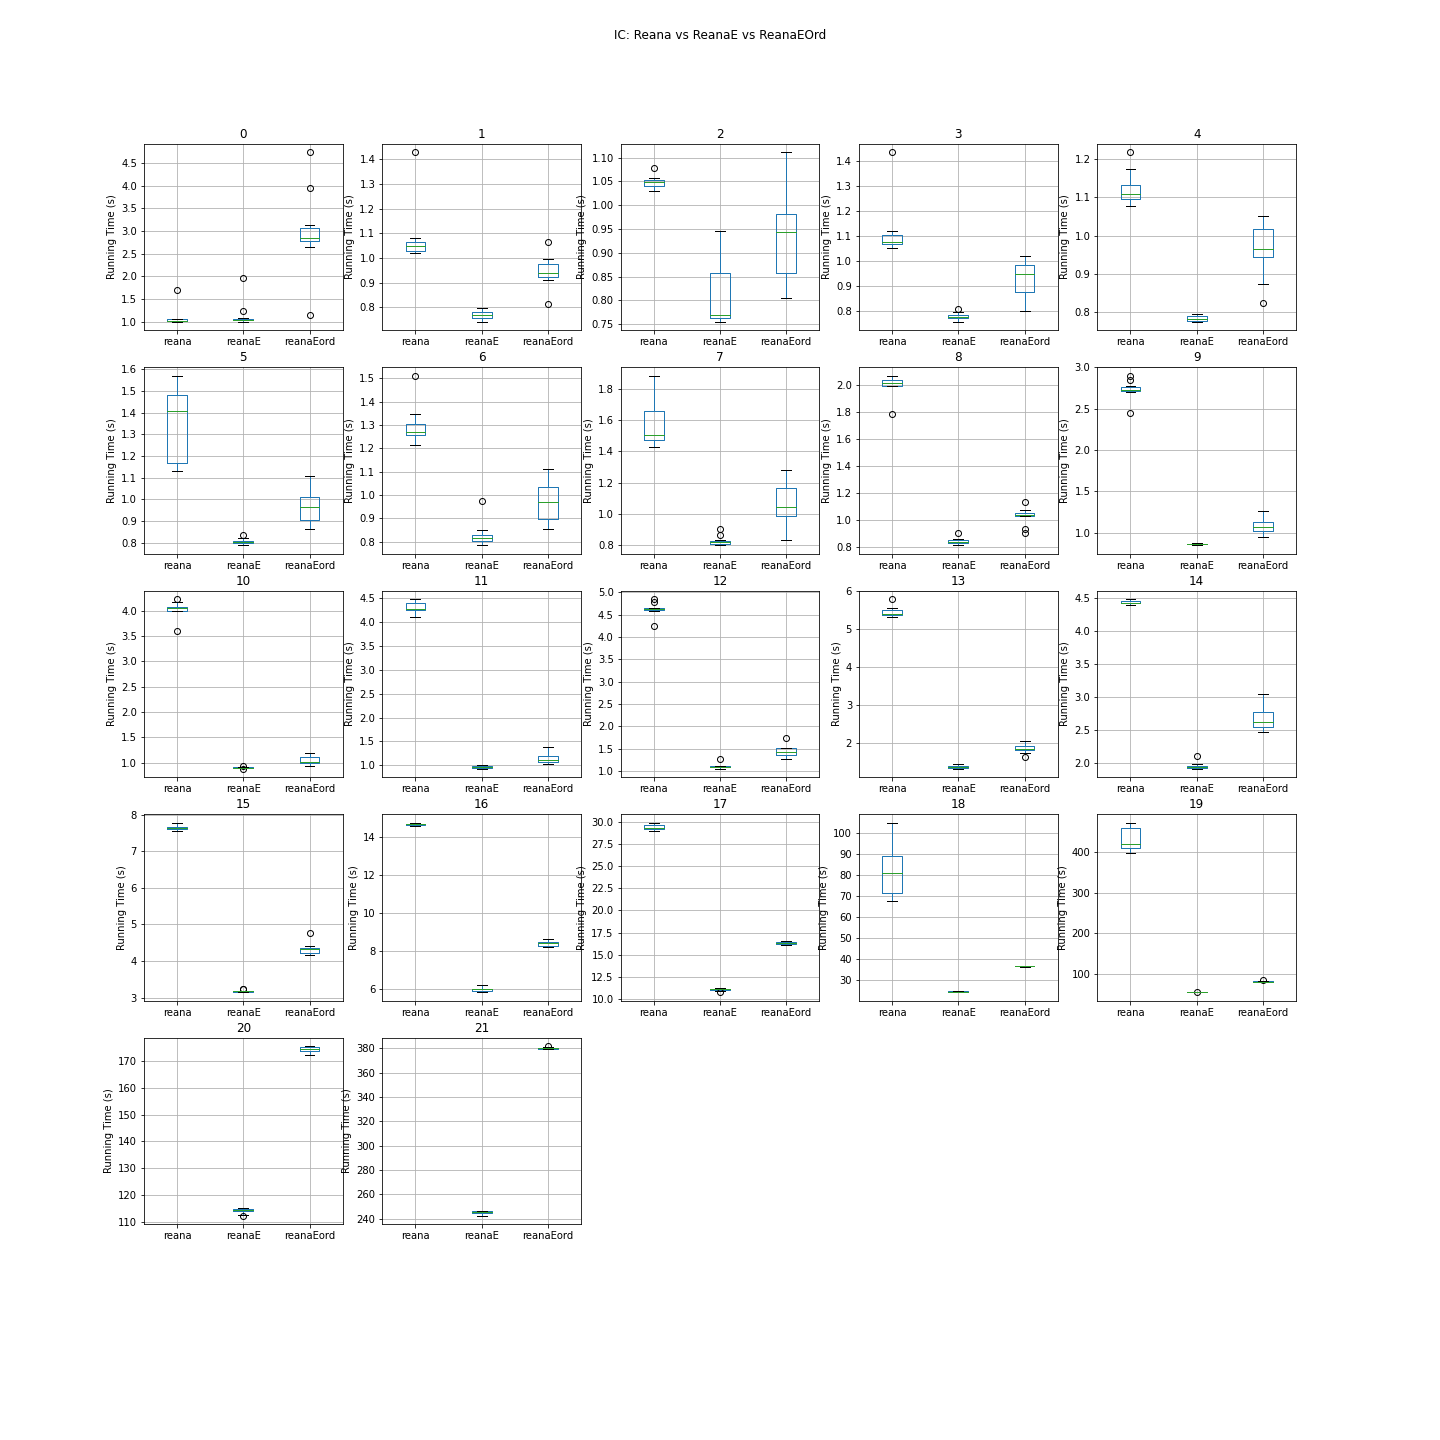 IC: Reana vs ReanaE vs ReanaEOrd
0 1 2 3 4
Running Time (s) Running Time (s) Running Time (s) Running Time (s) Running Time (s)
4.5 4.0 3.5 3.0 2.5 2.0 1.5 1.0
1.4 1.3 1.2 1.1 1.0 0.9 0.8
1.10 1.05 1.00 0.95 0.90 0.85 0.80 0.75
1.4 1.3 1.2 1.1 1.0 0.9 0.8
1.2 1.1 1.0 0.9 0.8
reana reanaE reanaEord reana reanaE reanaEord reana reanaE reanaEord reana reanaE reanaEord reana reanaE reanaEord
5 6 7 8 9
Running Time (s) Running Time (s) Running Time (s) Running Time (s) Running Time (s)
1.6 1.5 1.4 1.3 1.2 1.1 1.0 0.9 0.8
1.5 1.4 1.3 1.2 1.1 1.0 0.9 0.8
1.8 1.6 1.4 1.2 1.0 0.8
2.0 1.8 1.6 1.4 1.2 1.0 0.8
3.0 2.5 2.0 1.5 1.0
reana reanaE reanaEord reana reanaE reanaEord reana reanaE reanaEord reana reanaE reanaEord reana reanaE reanaEord
10 11 12 13 14
Running Time (s) Running Time (s) Running Time (s) Running Time (s) Running Time (s)
4.0 3.5 3.0 2.5 2.0 1.5 1.0
4.5 4.0 3.5 3.0 2.5 2.0 1.5 1.0
5.0 4.5 4.0 3.5 3.0 2.5 2.0 1.5 1.0
6 5 4 3 2
4.5 4.0 3.5 3.0 2.5 2.0
reana reanaE reanaEord reana reanaE reanaEord reana reanaE reanaEord reana reanaE reanaEord reana reanaE reanaEord
15 16 17 18 19
Running Time (s) Running Time (s) Running Time (s) Running Time (s) Running Time (s)
8 7 6 5 4 3
14 12 10 8 6
30.0 27.5 25.0 22.5 20.0 17.5 15.0 12.5 10.0
100 90 80 70 60 50 40 30
400 300 200 100
reana reanaE reanaEord reana reanaE reanaEord reana reanaE reanaEord reana reanaE reanaEord reana reanaE reanaEord
20 21
Running Time (s) Running Time (s)
170 160 150 140 130 120 110
380 360 340 320 300 280 260 240
reana reanaE reanaEord reana reanaE reanaEord